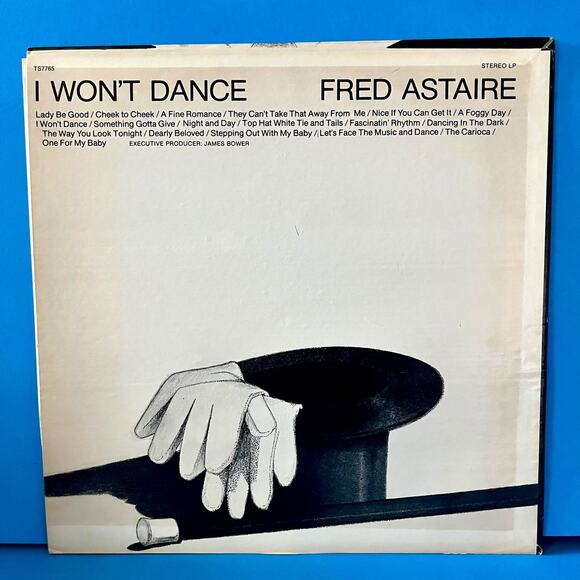 TS7765 STEREO LP
I WON'T DANCE FRED ASTAIRE
Lady Be Good / Cheek to Cheek / A Fine Romance / They Can't Take That Away From Me / Nice If You Can Get It / A Foggy Day /
I Won't Dance / Something Gotta Give / Night and Day / Top Hat White Tie and Tails / Fascinatin' Rhythm / Dancing In The Dark /
The Way You Look Tonight / Dearly Beloved / Stepping Out With My Baby / Let's Face The Music and Dance / The Carioca /
One For My Baby EXECUTIVE PRODUCER: JAMES BOWER